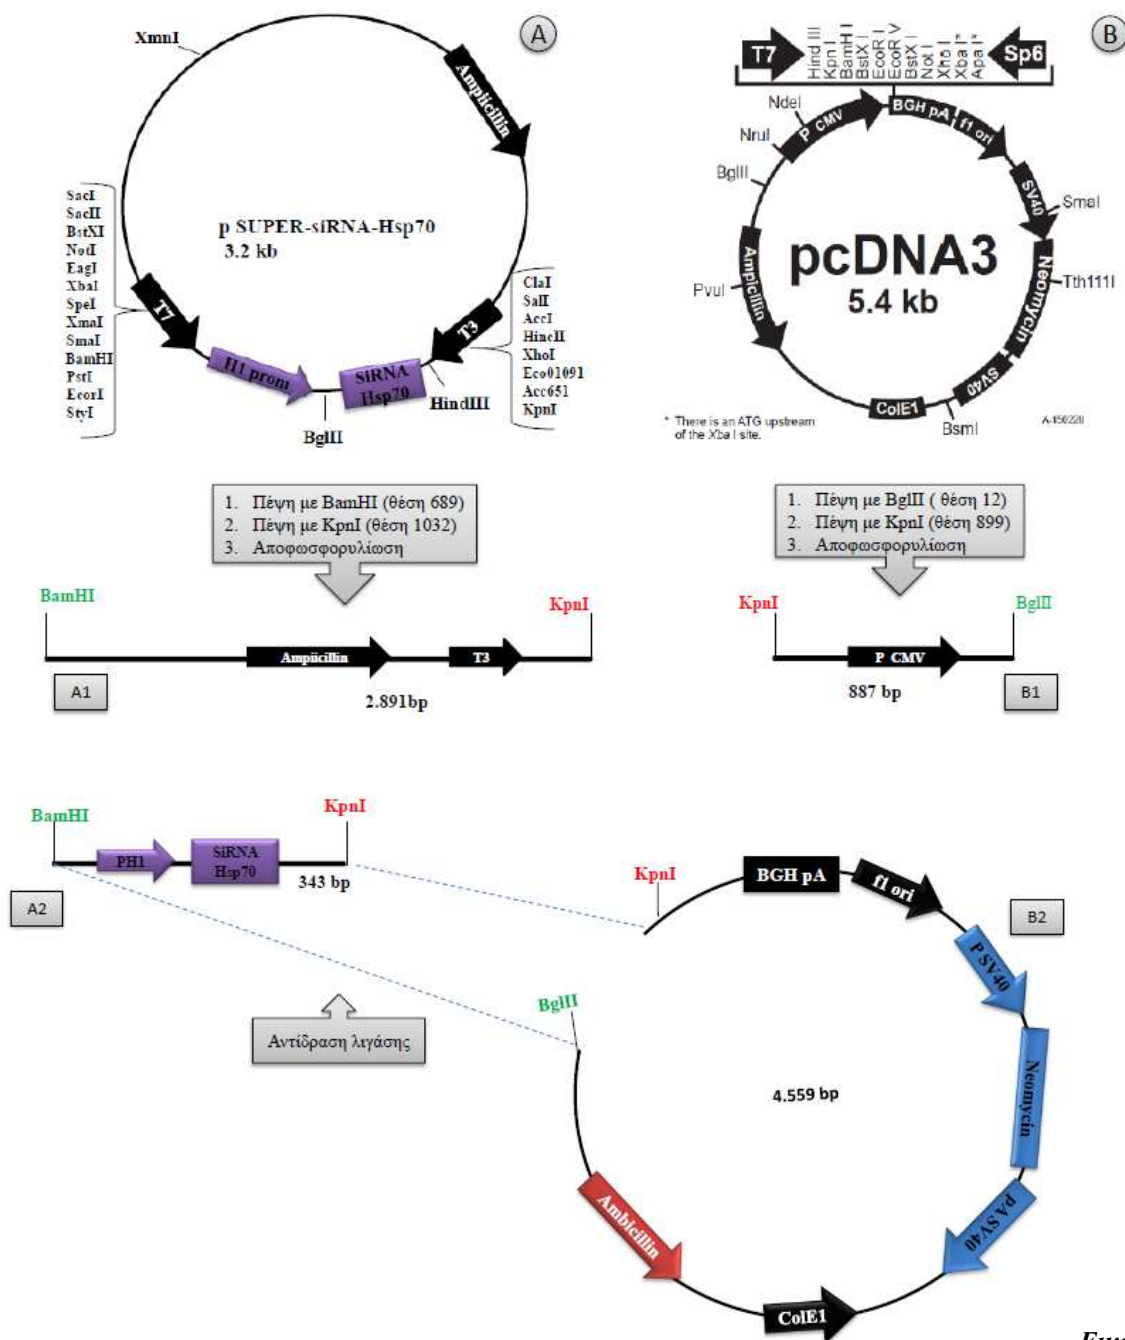 A
XmnI
Ampiicillin
SacI
SacII
BstXI
NotI
EagI
XbaI
SpeI
XmaI
SmaI
BamHI
PstI
EcorI
StyI
p SUPER-siRNA-Hsp70
3.2 kb
T7
H1 prom
BglII
SiRNA
Hsp70
HindIII
T3
ClaI
SalI
AccI
HincII
XhoI
Eco01091
Acc651
KpnI
B
T7
Hind III
Kpn I
BamH I
BstX I
EcoR I
EcoR V
BstX I
Not I
Xho I
Xba I*
Apa I*
Sp6
NdeI
NruI
BglII
PvuI
P CMV
BGH pA
f1 ori
SV40
SmaI
Neomycin
Tth111I
SV40
BsmI
ColE1
Ampicillin
pcDNA3
5.4 kb
* There is an ATG upstream
of the Xba I site.
A-150228
1. Πέψη με BamHI (θέση 689)
2. Πέψη με KpnI (θέση 1032)
3. Αποφωσφορυλίωση
1. Πέψη με BglII ( θέση 12)
2. Πέψη με KpnI (θέση 899)
3. Αποφωσφορυλίωση
BamHI
KpnI
Ampiicillin
T3
A1
2.891bp
KpnI
BglII
P CMV
887 bp
B1
BamHI
KpnI
PH1
SiRNA
Hsp70
343 bp
A2
Αντίδραση λιγάσης
KpnI
BGH pA
f1 ori
B2
P SV40
BglII
4.559 bp
Neomycin
pA SV40
Ambicillin
ColE1